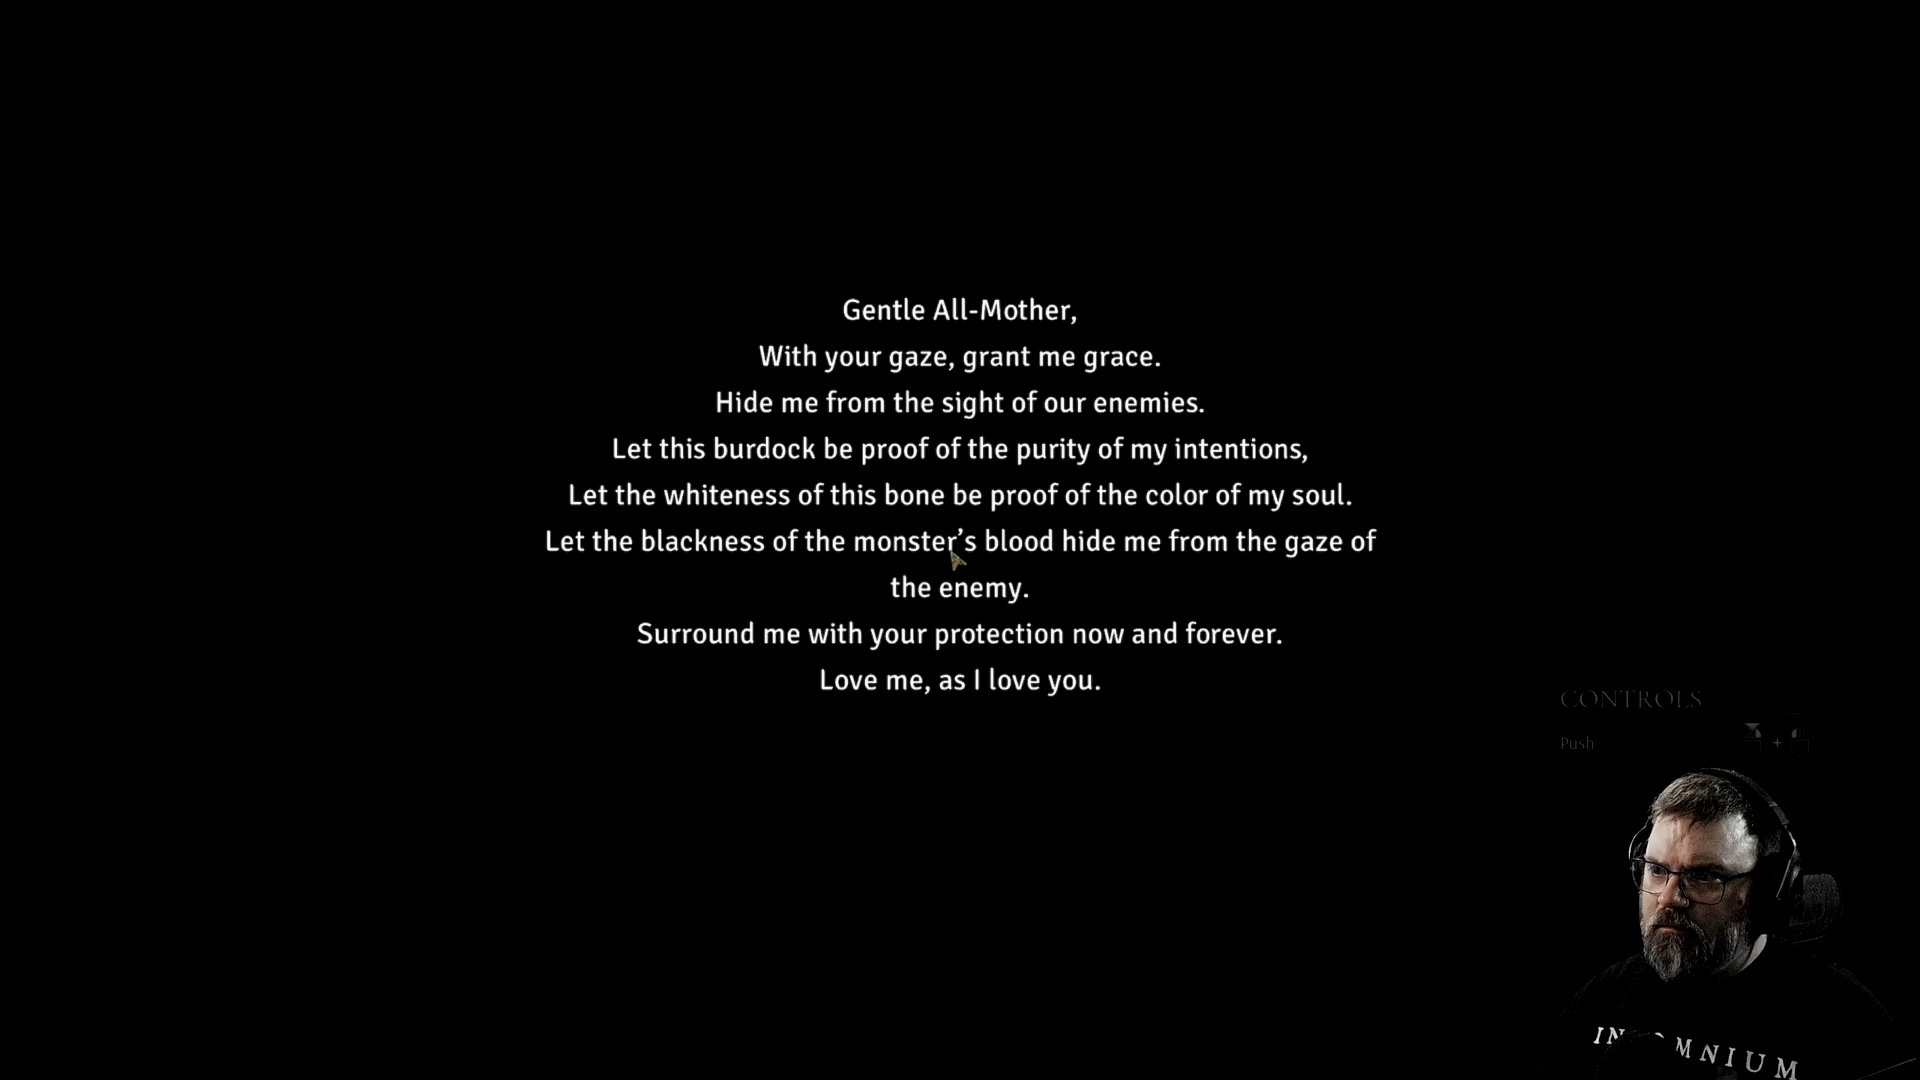 Gentle All-Mother,
With your gaze, grant me grace.
Hide me from the sight of our enemies.
Let this burdock be proof of the purity of my intentions,
Let the whiteness of this bone be proof of the color of my soul.
Let the blackness of the monster’s blood hide me from the gaze of
the enemy.
Surround me with your protection now and forever.
Love me, as I love you.
CONTROLS
Push +